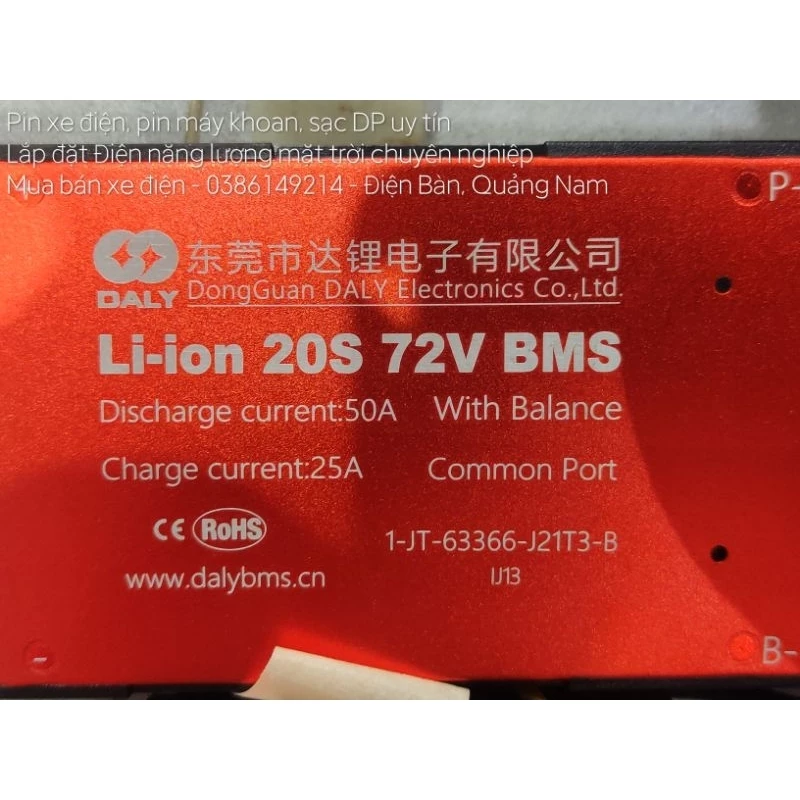 Pin xe điện, pin máy khoan, sạc DP uy tín
Lắp đặt Điện năng lượng mặt trời chuyên nghiệp
Mua bán xe điện - 0386149214 - Điện Bàn, Quảng Nam
P-
东莞市达锂电子有限公司
DALY DongGuan DALY Electronics Co.,Ltd.
Li-ion 20S 72V BMS
Discharge current:50A With Balance
Charge current:25A Common Port
CE RoHS 1-JT-63366-J21T3-B
www.dalybms.cn IJ13
- B-